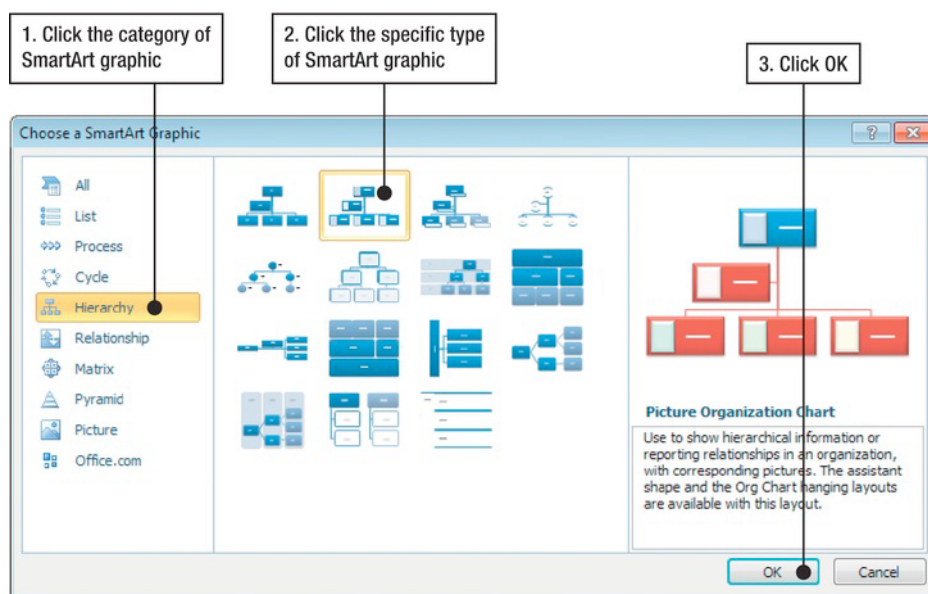 1. Click the category of
SmartArt graphic
2. Click the specific type
of SmartArt graphic
3. Click OK
Choose a SmartArt Graphic
All
List
Process
Cycle
Hierarchy
Relationship
Matrix
Pyramid
Picture
Office.com
Picture Organization Chart
Use to show hierarchical information or
reporting relationships in an organization,
with corresponding pictures. The assistant
shape and the Org Chart hanging layouts
are available with this layout.
OK
Cancel